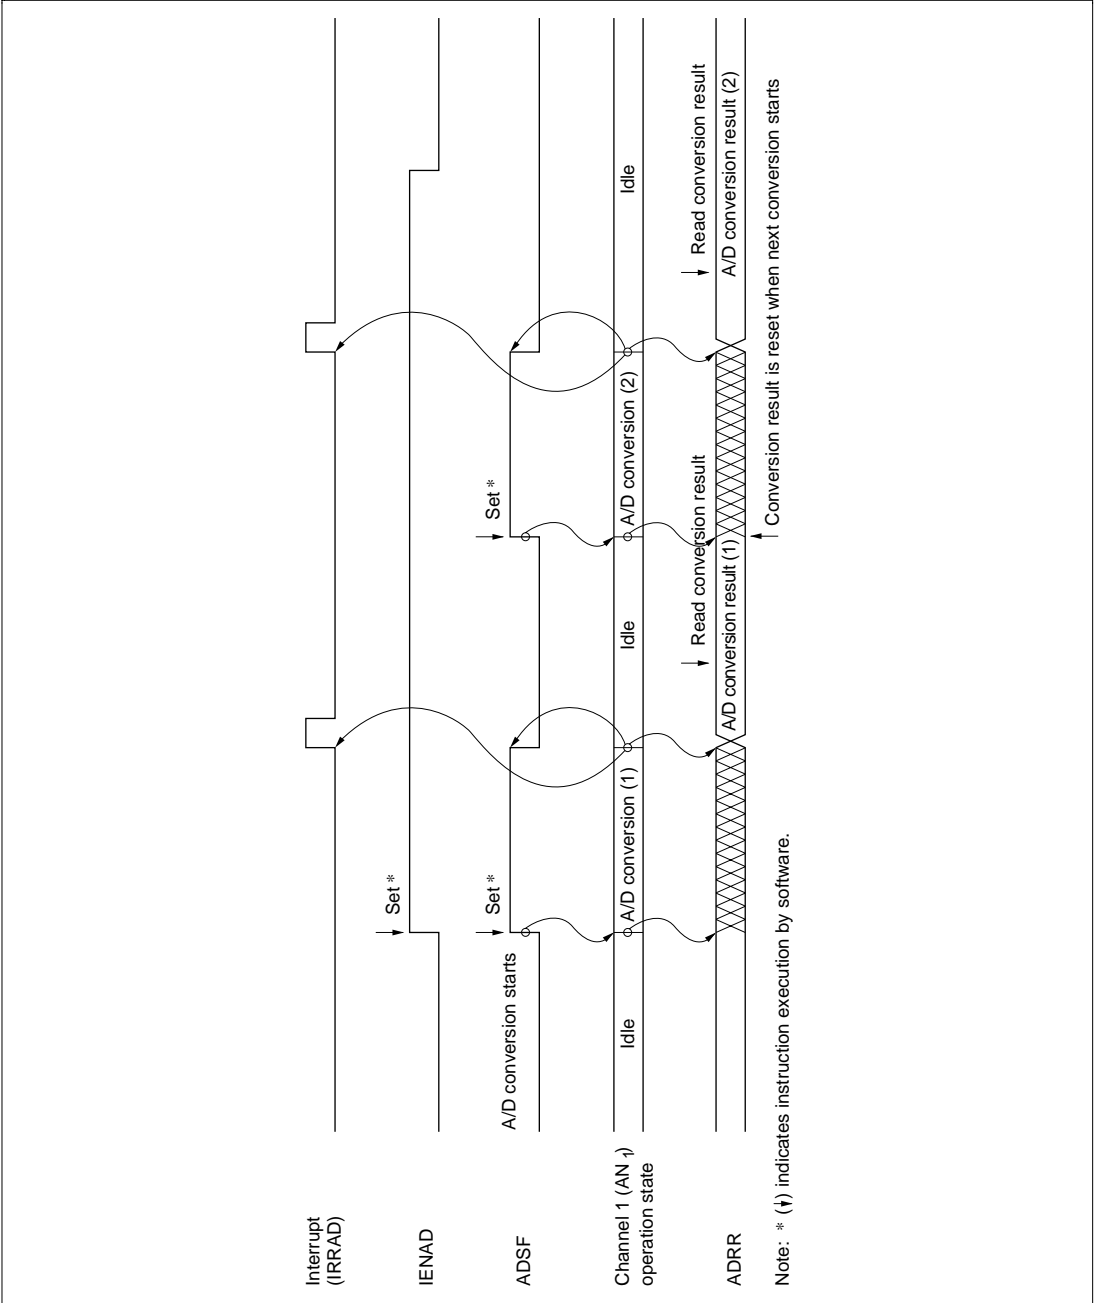 Interrupt
(IRRAD)
IENAD
Set *
ADSF
A/D conversion starts
Set *
Set *
Channel 1 (AN1)
operation state
Idle
A/D conversion (1)
Idle
A/D conversion (2)
Idle
Read conversion result
Read conversion result
ADRR
A/D conversion result (1)
A/D conversion result (2)
Conversion result is reset when next conversion starts
Note: * (↓) indicates instruction execution by software.